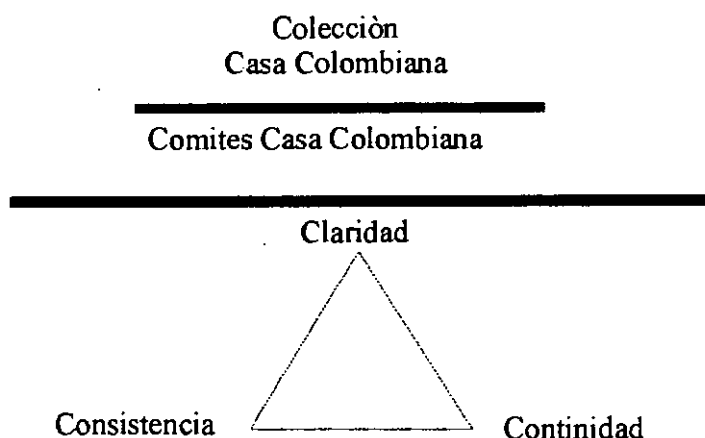 Colecciòn
Casa Colombiana
Comites Casa Colombiana
Claridad
Consistencia
Continidad